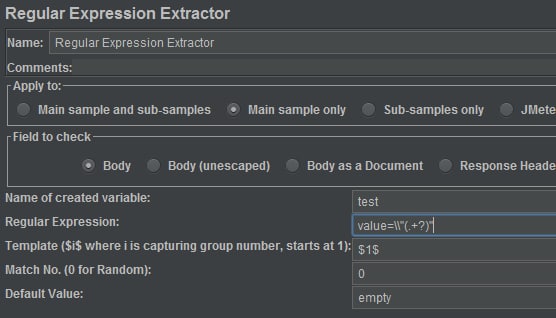 Regular Expression Extractor
Name: Regular Expression Extractor
Comments:
Apply to:
Main sample and sub-samples Main sample only Sub-samples only JMete
Field to check
Body Body (unescaped) Body as a Document Response Heade
Name of created variable: test
Regular Expression: value=\\"(.+?)"
Template ($i$ where i is capturing group number, starts at 1): $1$
Match No. (0 for Random): 0
Default Value: empty